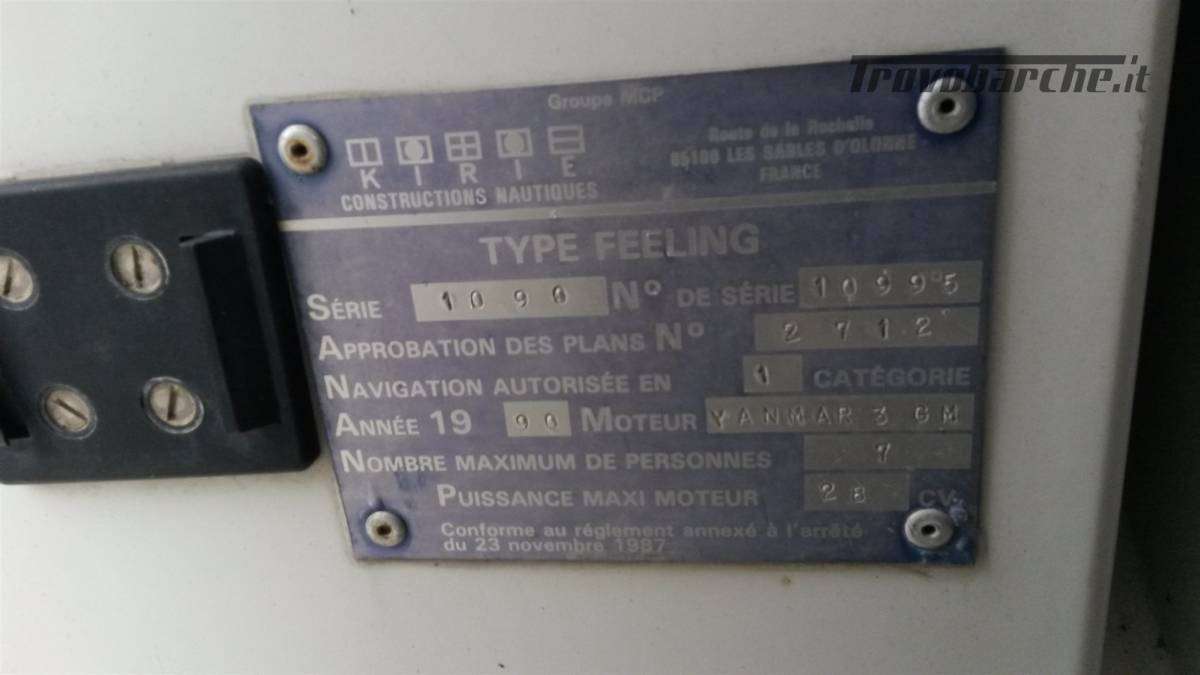 Trovobarche.it
Groupe MCP
KIRIE
CONSTRUCTIONS NAUTIQUES
Route de la Rochelle
85100 LES SABLES D'OLONNE
FRANCE
TYPE FEELING
SÉRIE 1090 N° DE SÉRIE 10995
APPROBATION DES PLANS N° 2712
NAVIGATION AUTORISÉE EN 1 CATÉGORIE
ANNÉE 19 90 MOTEUR YANMAR 3 GM
NOMBRE MAXIMUM DE PERSONNES 7
PUISSANCE MAXI MOTEUR 28 CV
Conforme au réglement annexé à l'arrêté
du 23 novembre 1987